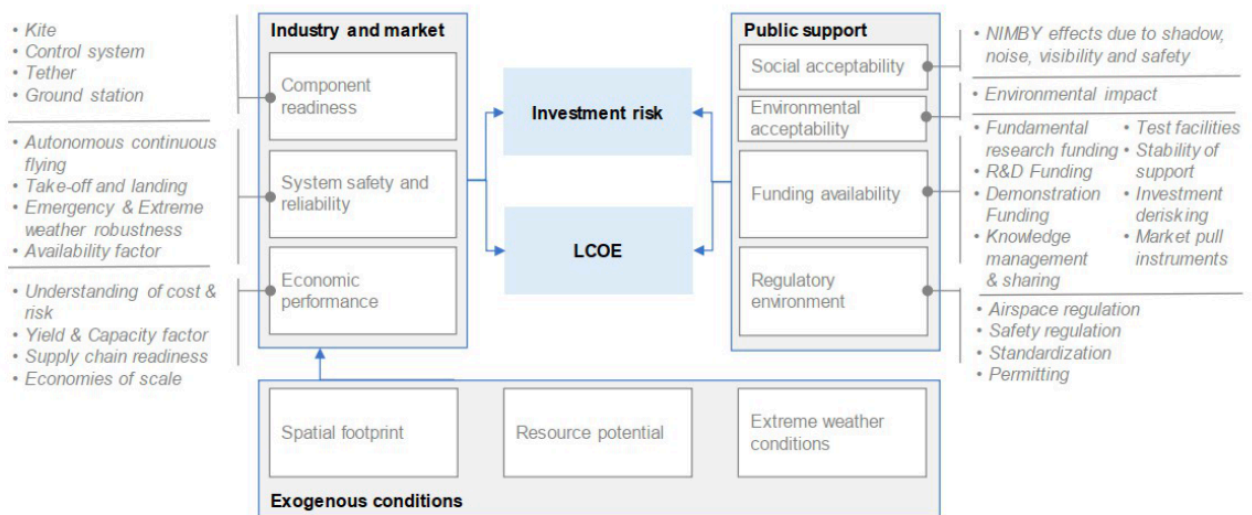 • Kite
• Control system
• Tether
• Ground station
• Autonomous continuous
flying
• Take-off and landing
• Emergency & Extreme
weather robustness
• Availability factor
• Understanding of cost &
risk
• Yield & Capacity factor
• Supply chain readiness
• Economies of scale
Industry and market
Component
readiness
System safety and
reliability
Economic
performance
Investment risk
LCOE
Public support
Social acceptability
Environmental
acceptability
Funding availability
Regulatory
environment
• NIMBY effects due to shadow,
noise, visibility and safety
• Environmental impact
• Fundamental
research funding
• R&D Funding
• Demonstration
Funding
• Knowledge
management
& sharing
• Test facilities
• Stability of
support
• Investment
derisking
• Market pull
instruments
• Airspace regulation
• Safety regulation
• Standardization
• Permitting
Spatial footprint
Resource potential
Extreme weather
conditions
Exogenous conditions